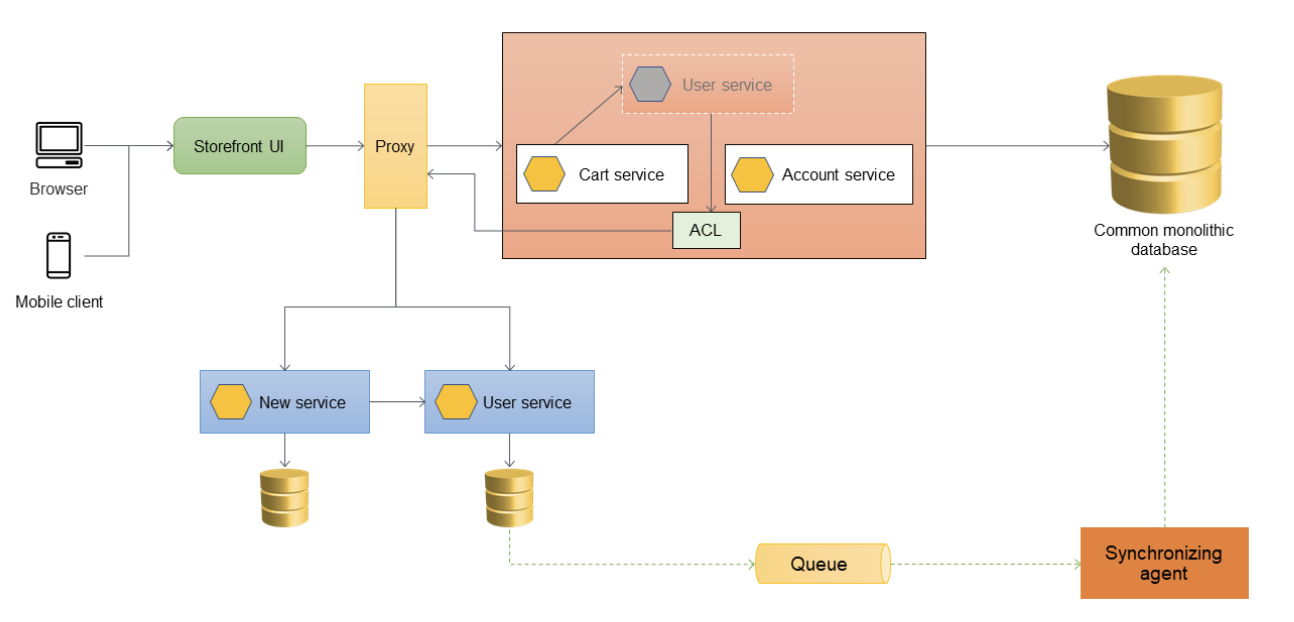 User service
Storefront UI
Proxy
Cart service
Account service
Browser
ACL
Common monolithic
database
Mobile client
New service
User service
Queue
Synchronizing
agent